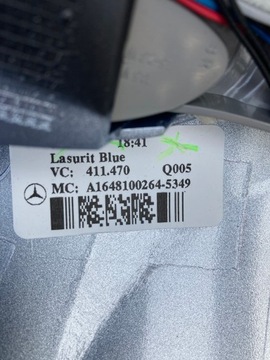 18:41
Lasurit Blue
VC: 411.470 Q005
MC: A1648100264-5349